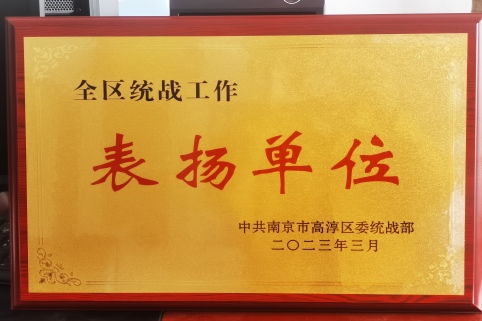 全区统战工作
表扬单位
中共南京市高淳区委统战部
二〇二三年三月